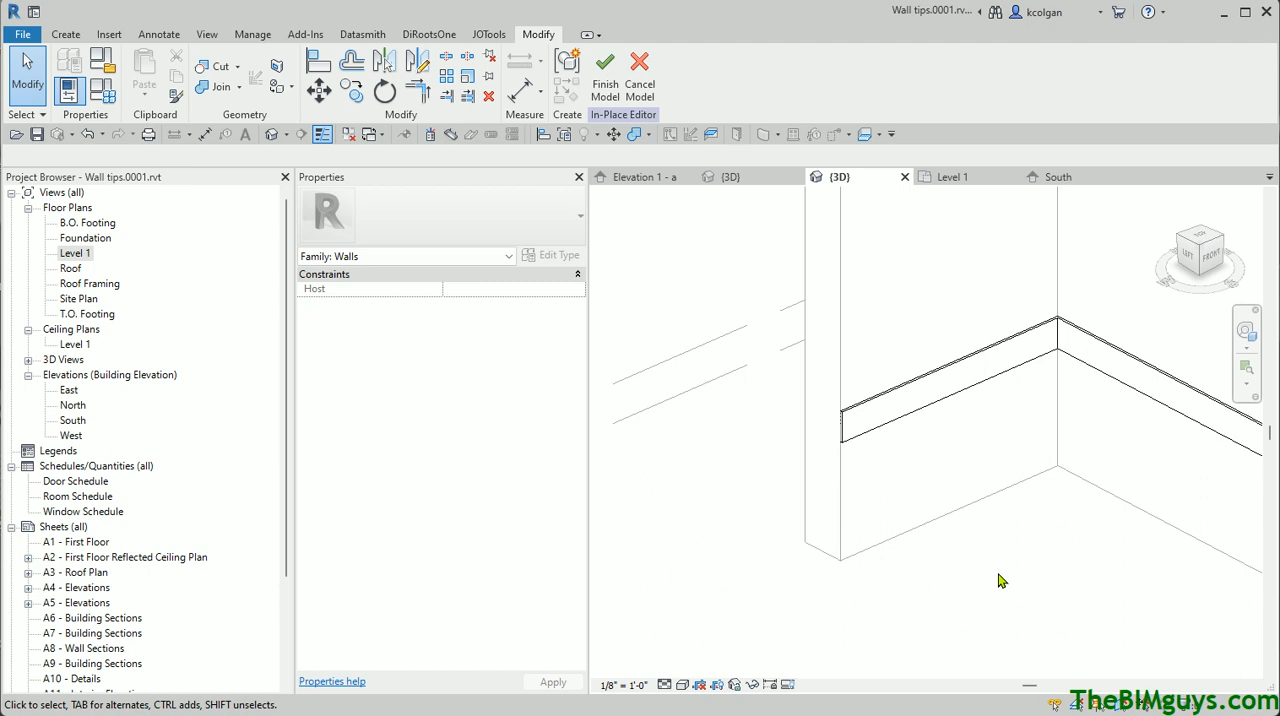 Wall tips.0001.rv...
kcolgan
File
Create
Insert
Annotate
View
Manage
Add-Ins
Datasmith
DiRootsOne
JOTools
Modify
Modify
Paste
Cut
Join
Finish Model
Cancel Model
Select
Properties
Clipboard
Geometry
Modify
Measure
Create
In-Place Editor
Project Browser - Wall tips.0001.rvt
Views (all)
Floor Plans
B.O. Footing
Foundation
Level 1
Roof
Roof Framing
Site Plan
T.O. Footing
Ceiling Plans
Level 1
3D Views
Elevations (Building Elevation)
East
North
South
West
Legends
Schedules/Quantities (all)
Door Schedule
Room Schedule
Window Schedule
Sheets (all)
A1 - First Floor
A2 - First Floor Reflected Ceiling Plan
A3 - Roof Plan
A4 - Elevations
A5 - Elevations
A6 - Building Sections
A7 - Building Sections
A8 - Wall Sections
A9 - Building Sections
A10 - Details
Properties
R
Family: Walls
Edit Type
Constraints
Host
Properties help
Apply
Elevation 1 - a
{3D}
{3D}
Level 1
South
TOP
LEFT
FRONT
1/8" = 1'-0"
Click to select, TAB for alternates, CTRL adds, SHIFT unselects.
TheBIMguys.com